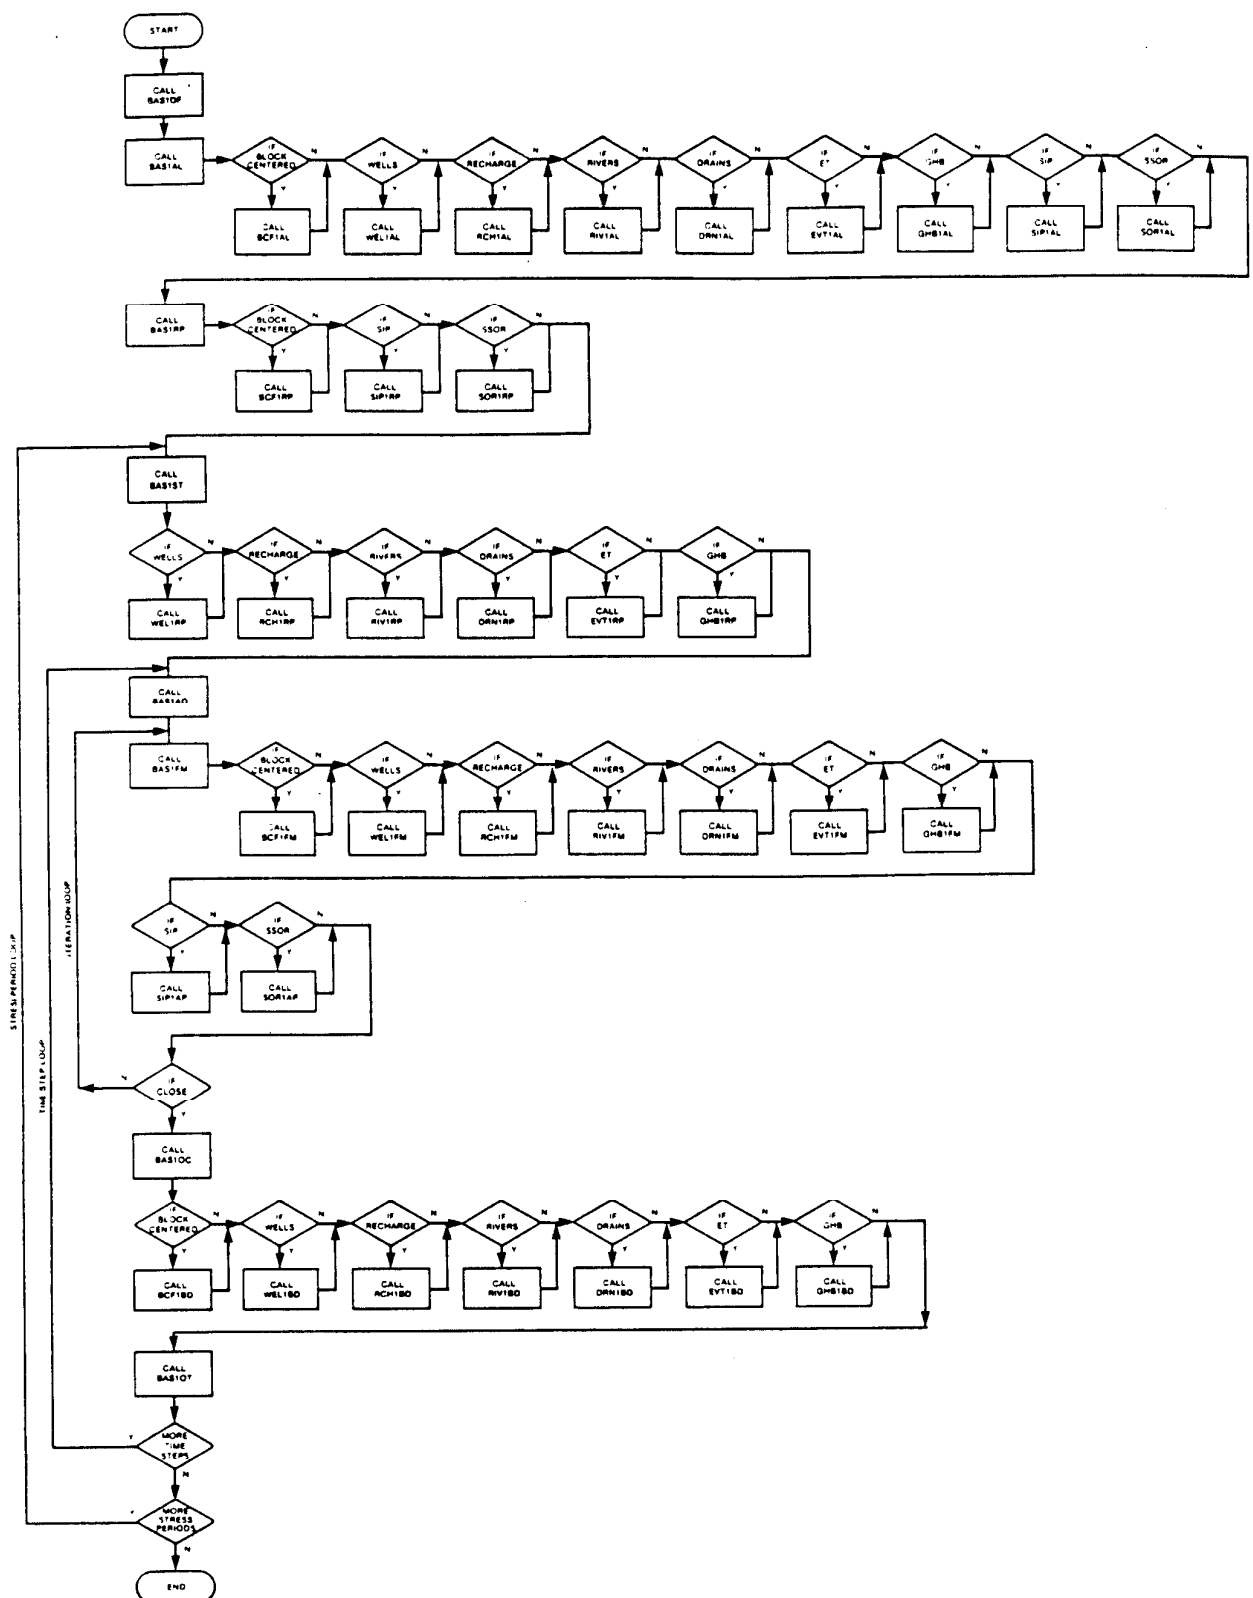 START
CALL
BAS1DF
CALL
BAS1AL
IF
BLOCK
CENTERED
N
Y
CALL
BCF1AL
IF
WELLS
N
Y
CALL
WEL1AL
IF
RECHARGE
N
Y
CALL
RCH1AL
IF
RIVERS
N
Y
CALL
RIV1AL
IF
DRAINS
N
Y
CALL
DRN1AL
IF
ET
N
Y
CALL
EVT1AL
IF
GHB
N
Y
CALL
GHB1AL
IF
SIP
N
Y
CALL
SIP1AL
IF
SSOR
N
Y
CALL
SOR1AL
CALL
BAS1RP
IF
BLOCK
CENTERED
N
Y
CALL
BCF1RP
IF
SIP
N
Y
CALL
SIP1RP
IF
SSOR
N
Y
CALL
SOR1RP
CALL
BAS1ST
IF
WELLS
N
Y
CALL
WEL1RP
IF
RECHARGE
N
Y
CALL
RCH1RP
IF
RIVERS
N
Y
CALL
RIV1RP
IF
DRAINS
N
Y
CALL
DRN1RP
IF
ET
N
Y
CALL
EVT1RP
IF
GHB
N
Y
CALL
GHB1RP
CALL
BAS1AD
CALL
BAS1FM
IF
BLOCK
CENTERED
N
Y
CALL
BCF1FM
IF
WELLS
N
Y
CALL
WEL1FM
IF
RECHARGE
N
Y
CALL
RCH1FM
IF
RIVERS
N
Y
CALL
RIV1FM
IF
DRAINS
N
Y
CALL
DRN1FM
IF
ET
N
Y
CALL
EVT1FM
IF
GHB
N
Y
CALL
GHB1FM
IF
SIP
N
Y
CALL
SIP1AP
IF
SSOR
N
Y
CALL
SOR1AP
STRESS PERIOD LOOP
TIME STEP LOOP
ITERATION LOOP
IF
CLOSE
N
Y
CALL
BAS1OC
IF
BLOCK
CENTERED
N
Y
CALL
BCF1BD
IF
WELLS
N
Y
CALL
WEL1BD
IF
RECHARGE
N
Y
CALL
RCH1BD
IF
RIVERS
N
Y
CALL
RIV1BD
IF
DRAINS
N
Y
CALL
DRN1BD
IF
ET
N
Y
CALL
EVT1BD
IF
GHB
N
Y
CALL
GHB1BD
CALL
BAS1OT
MORE
TIME
STEPS
Y
N
MORE
STRESS
PERIODS
Y
N
END